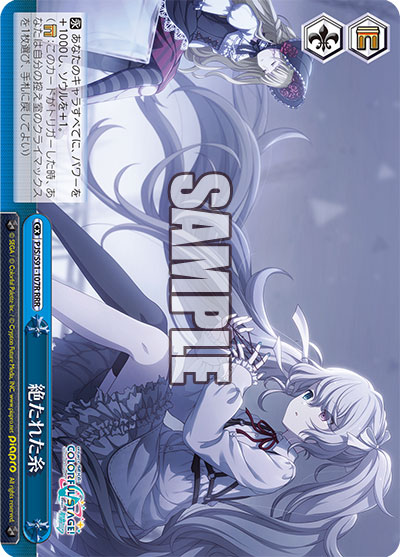 【永】 あなたのキャラすべてに、パワーを
+1000し、ソウルを+1。
(：このカードがトリガーした時、あ
なたは自分の控え室のクライマックス
を1枚選び、手札に戻してよい)
SAMPLE
CX
絶たれた糸
COLORFUL STAGE!
© SEGA / © Colorful Palette Inc. / © Crypton Future Media, INC. www.piapro.net
piapro
All rights reserved.